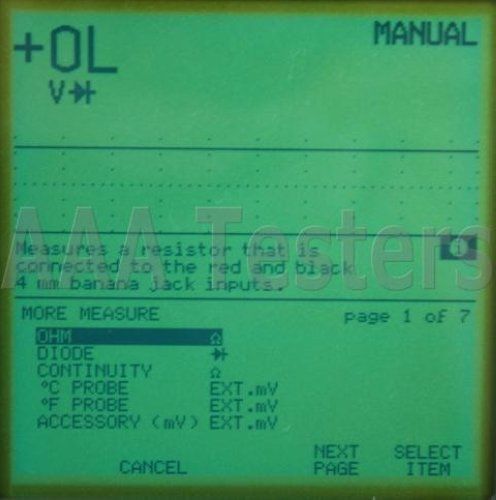 +OL
MANUAL
V
AAA Testers
Measures a resistor that is
connected to the red and black
4 mm banana jack inputs.
i
MORE MEASURE page 1 of 7
OHM Ω
DIODE
CONTINUITY Ω
°C PROBE EXT.mV
°F PROBE EXT.mV
ACCESSORY (mV) EXT.mV
CANCEL
NEXT PAGE
SELECT ITEM